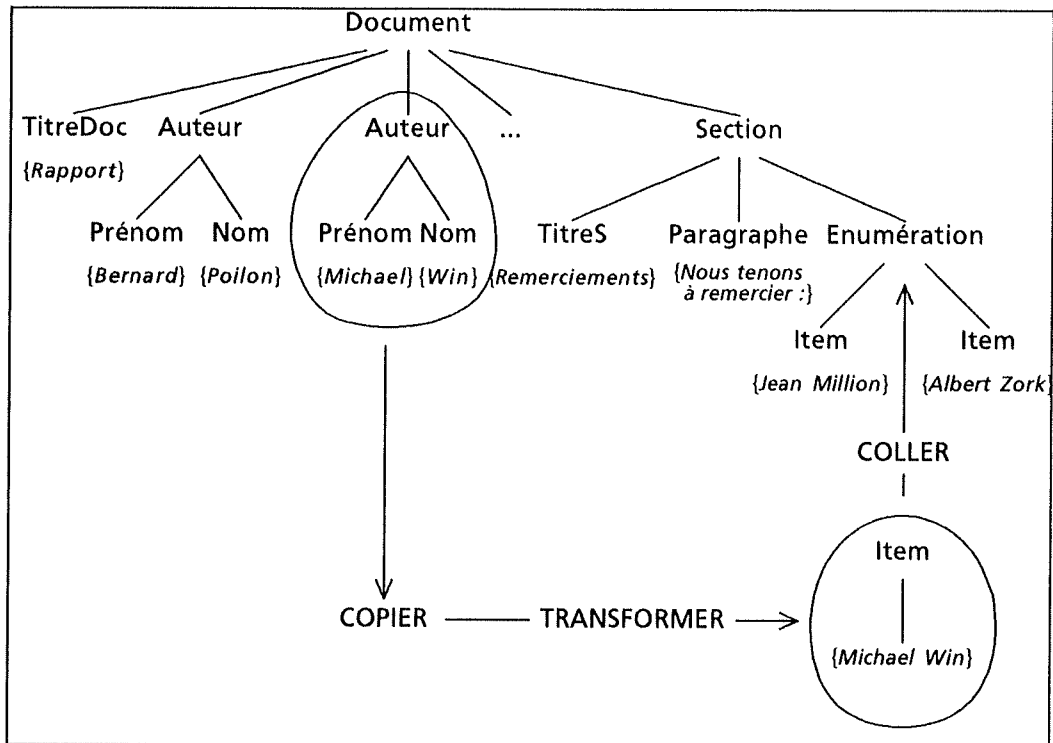 Document
TitreDoc Auteur Auteur ... Section
{Rapport}
Prénom Nom Prénom Nom TitreS Paragraphe Enumération
{Bernard} {Poilon} {Michael} {Win} {Remerciements} {Nous tenons
à remercier :}
Item Item
{Jean Million} {Albert Zork}
COLLER
Item
COPIER TRANSFORMER
{Michael Win}